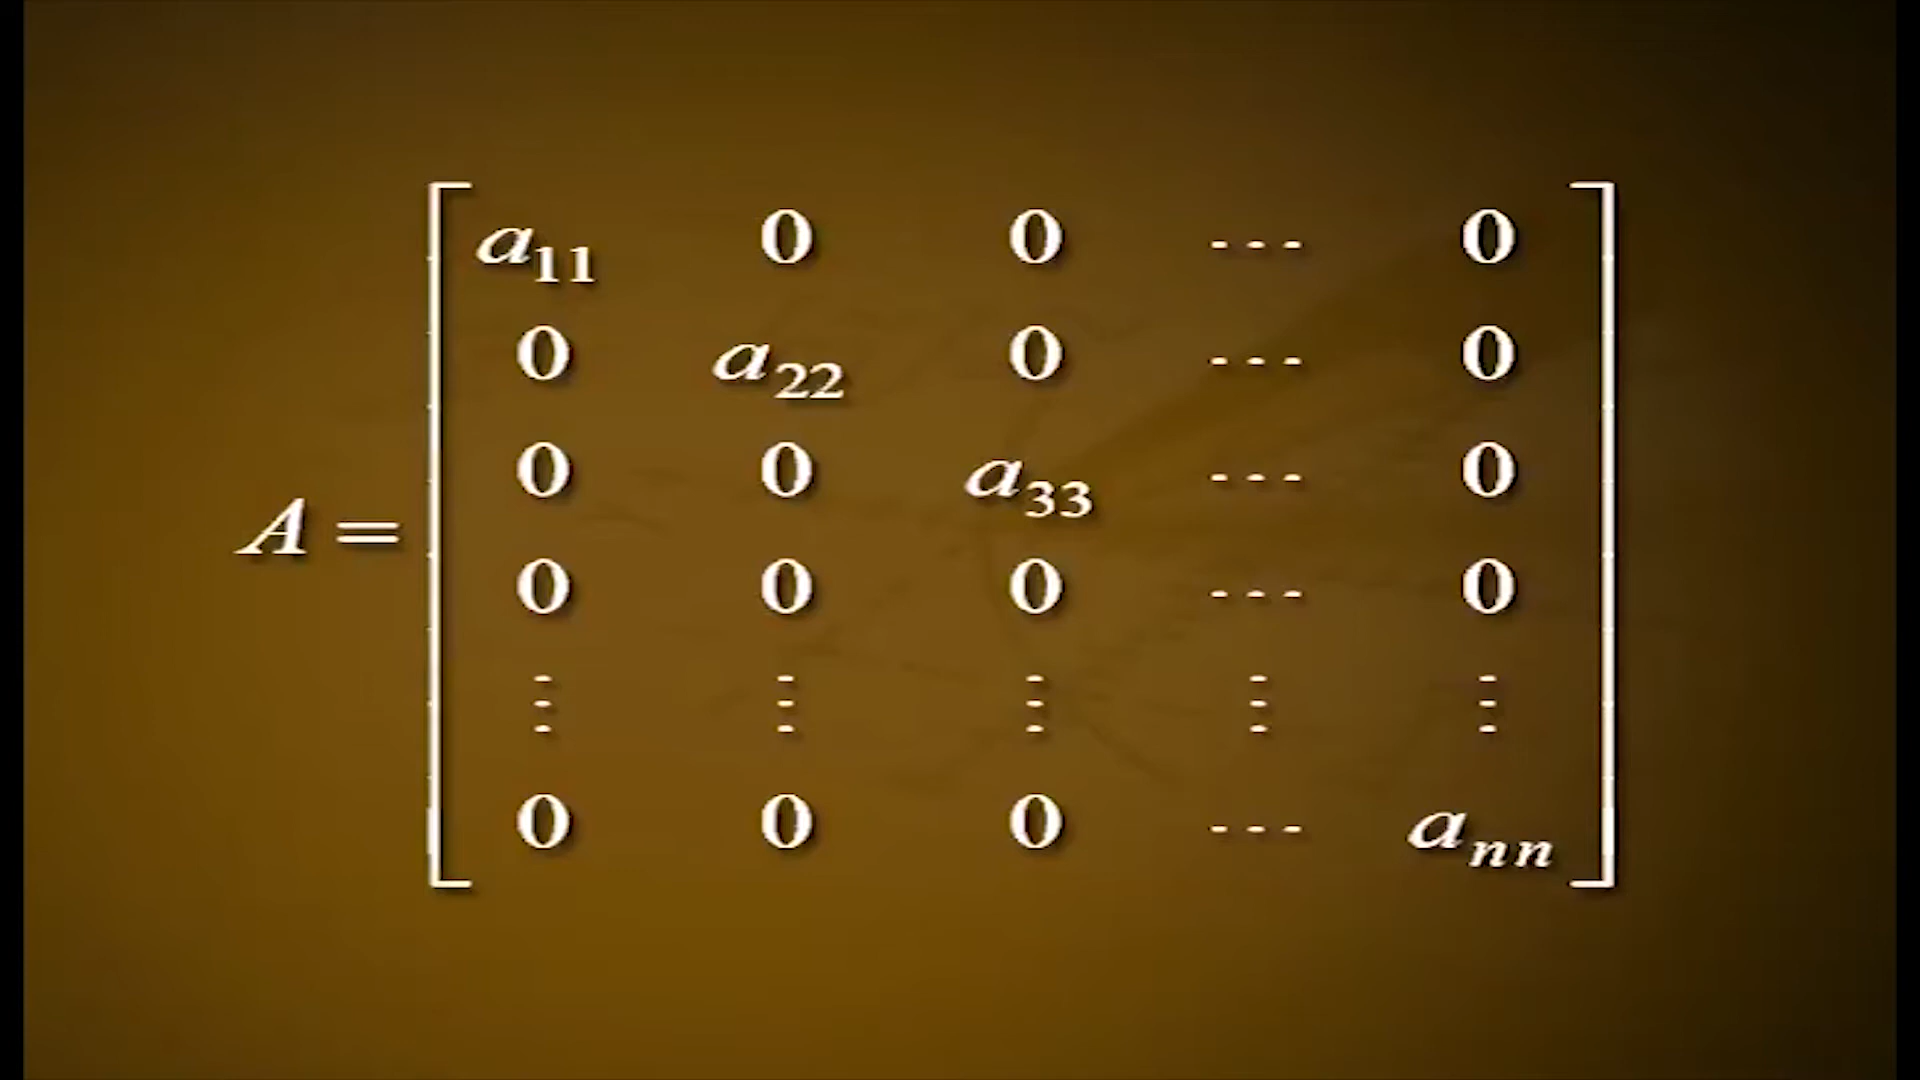 a₁₁ 0 0 --- 0
0 a₂₂ 0 --- 0
0 0 a₃₃ --- 0
A =
0 0 0 --- 0
⋮ ⋮ ⋮ ⋮ ⋮
0 0 0 --- aₙₙ